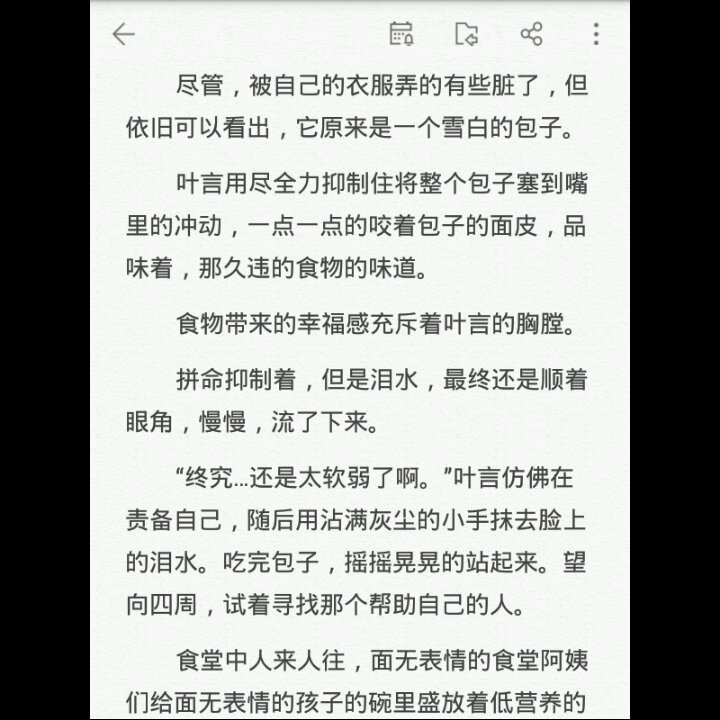 尽管，被自己的衣服弄的有些脏了，但
依旧可以看出，它原来是一个雪白的包子。
叶言用尽全力抑制住将整个包子塞到嘴
里的冲动，一点一点的咬着包子的面皮，品
味着，那久违的食物的味道。
食物带来的幸福感充斥着叶言的胸膛。
拼命抑制着，但是泪水，最终还是顺着
眼角，慢慢，流了下来。
“终究...还是太软弱了啊。”叶言仿佛在
责备自己，随后用沾满灰尘的小手抹去脸上
的泪水。吃完包子，摇摇晃晃的站起来。望
向四周，试着寻找那个帮助自己的人。
食堂中人来人往，面无表情的食堂阿姨
们给面无表情的孩子的碗里盛放着低营养的